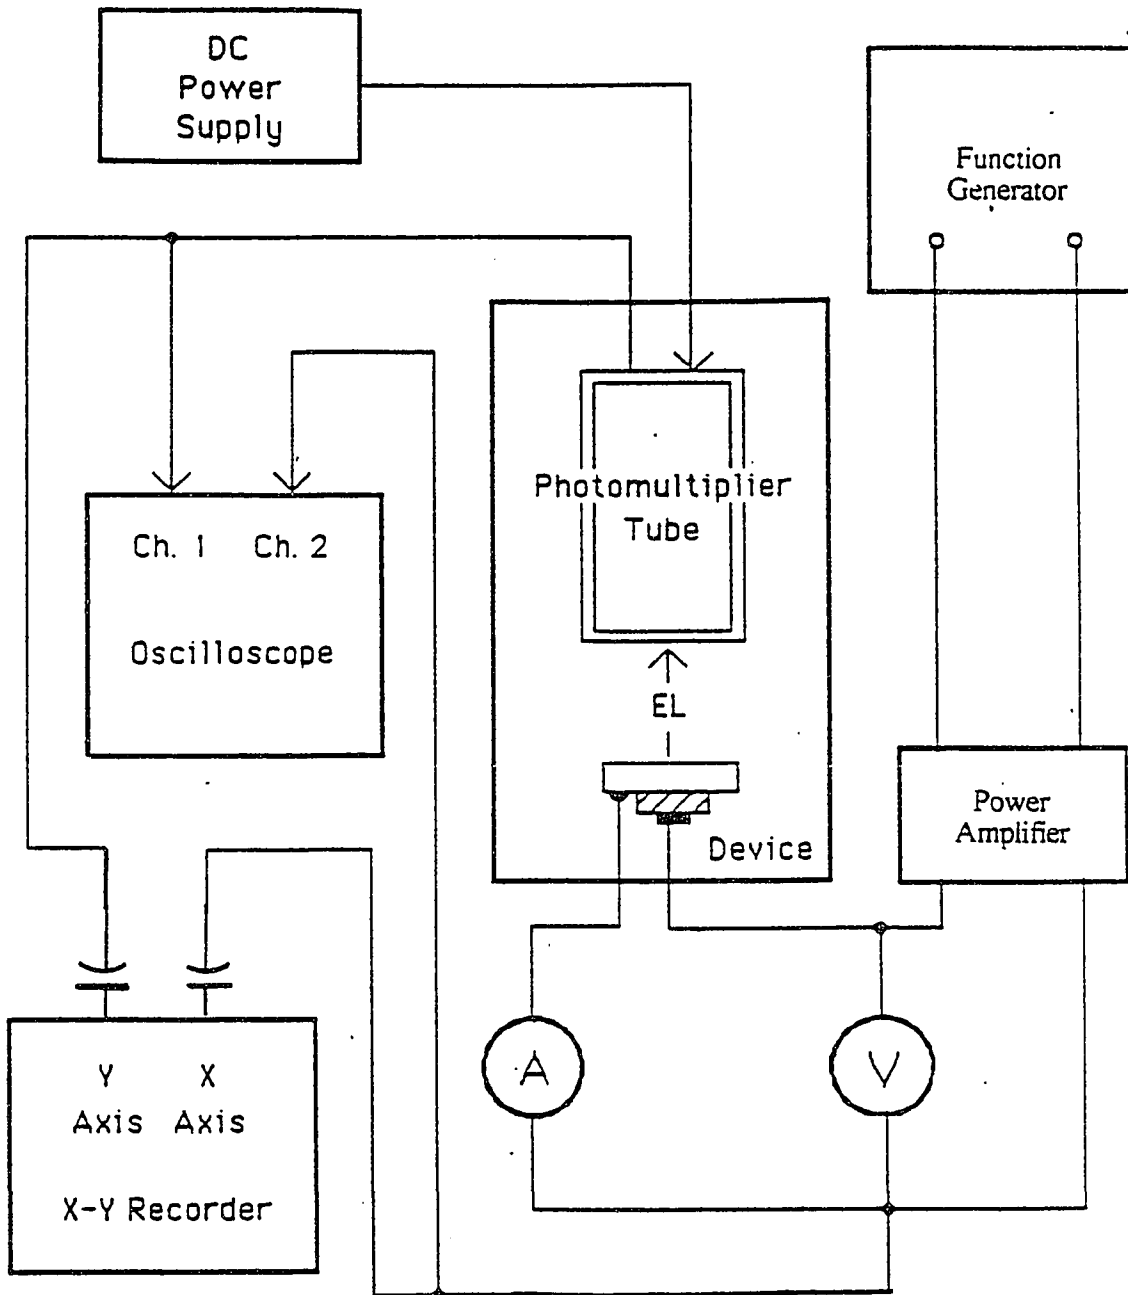 DC
Power
Supply
Function
Generator
Photomultiplier
Tube
Ch. 1 Ch. 2
Oscilloscope
EL
Device
Power
Amplifier
A
V
Y X
Axis Axis
X-Y Recorder